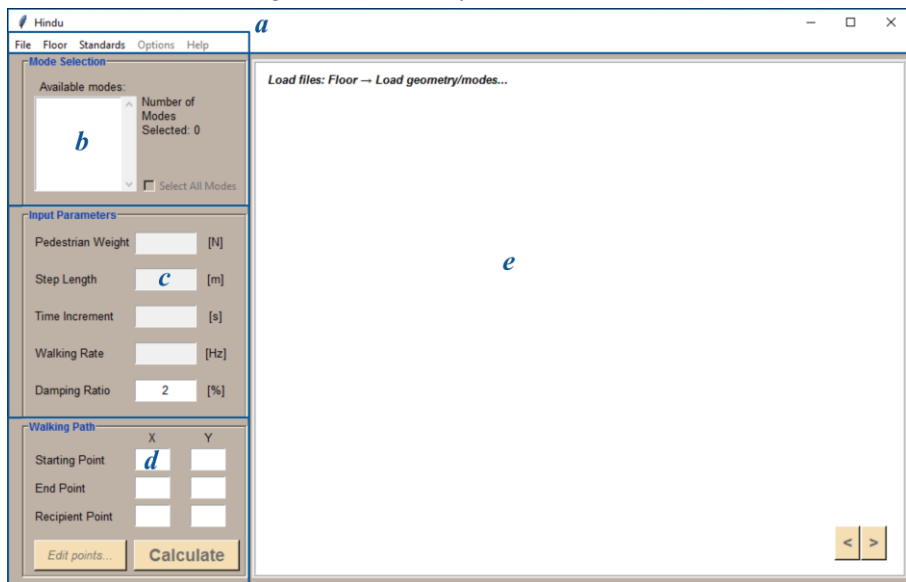 Hindu
a
File Floor Standards Options Help
Mode Selection
Available modes:
Number of
Modes
Selected: 0
b
Select All Modes
Input Parameters
Pedestrian Weight [N]
Step Length c [m]
Time Increment [s]
Walking Rate [Hz]
Damping Ratio 2 [%]
Walking Path
X Y
Starting Point d
End Point
Recipient Point
Edit points... Calculate
Load files: Floor → Load geometry/modes...
e
< >